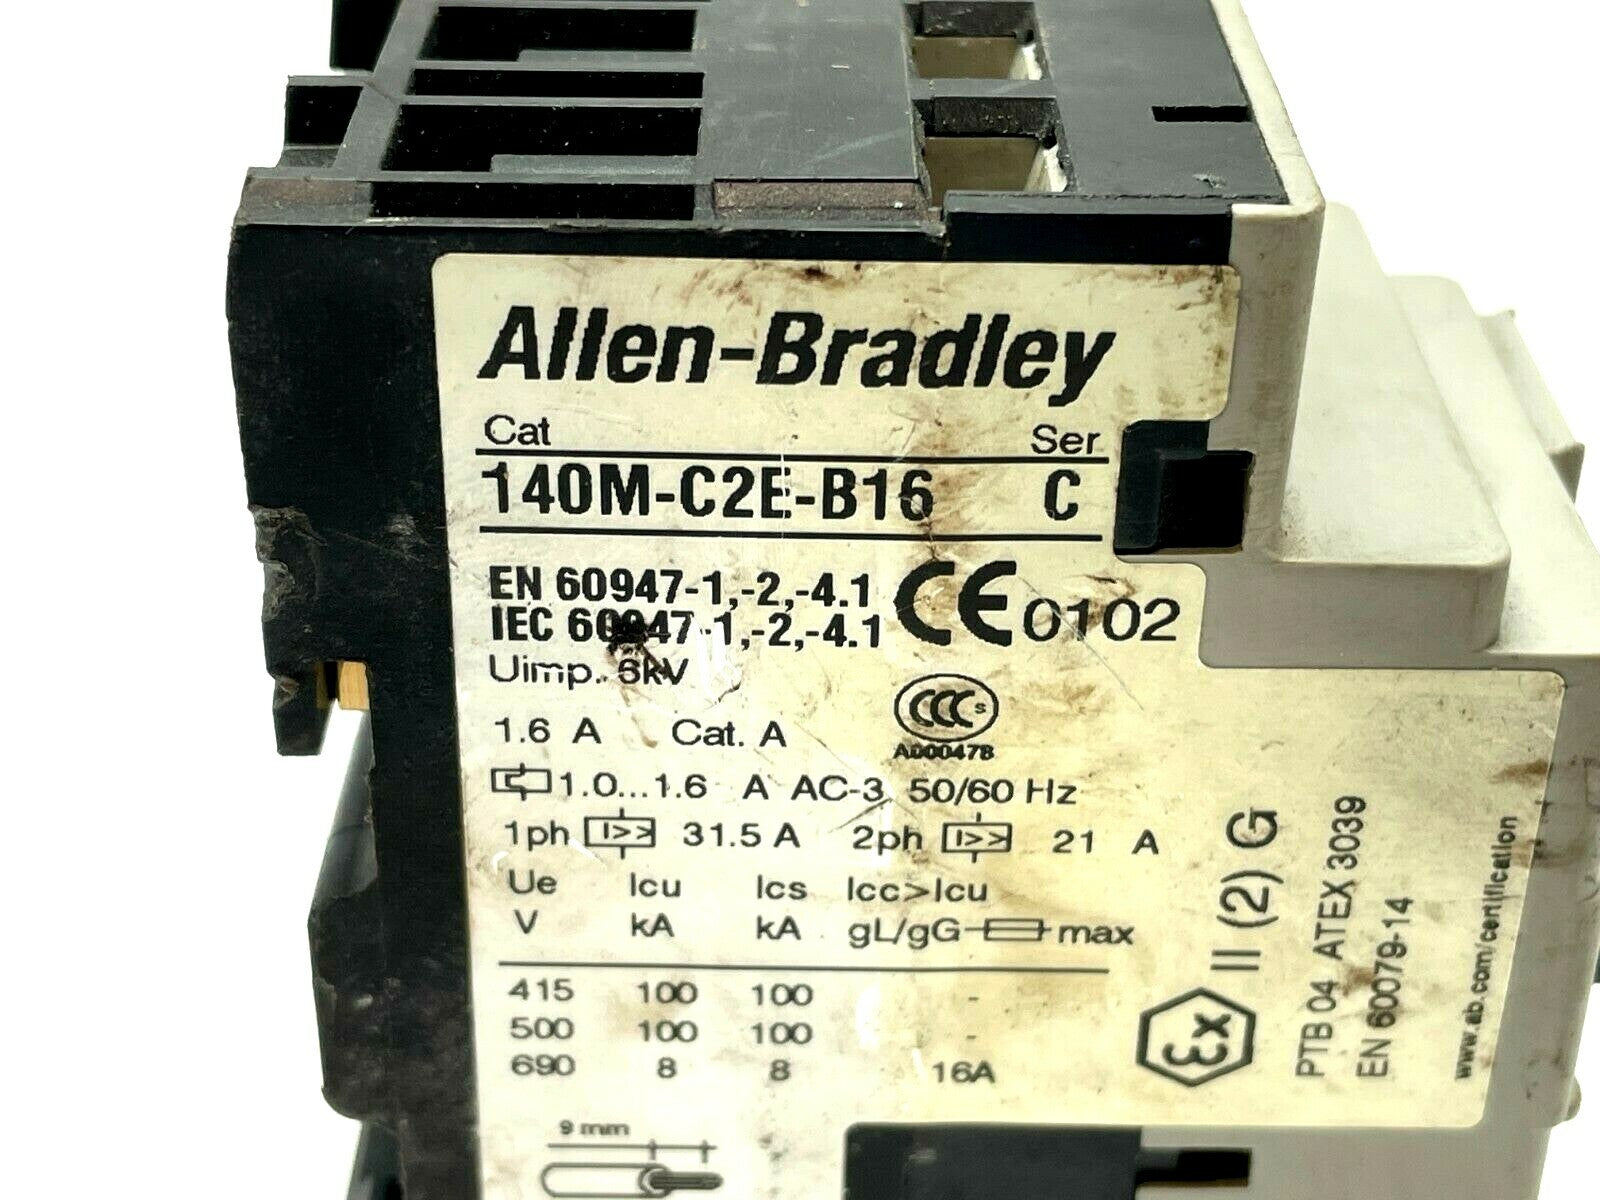 Allen-Bradley
Cat Ser
140M-C2E-B16 C
EN 60947-1,-2,-4.1
IEC 60947-1,-2,-4.1
CE 0102
Uimp. 6kV
CCC S
A000478
1.6 A Cat. A
1.0...1.6 A AC-3 50/60 Hz
1ph I>> 31.5 A 2ph I>> 21 A
Ue Icu Ics Icc>Icu
V kA kA gL/gG max
415 100 100 -
500 100 100 -
690 8 8 16A
9 mm
Ex II (2) G
PTB 04 ATEX 3039
EN 60079-14
www.ab.com/certification